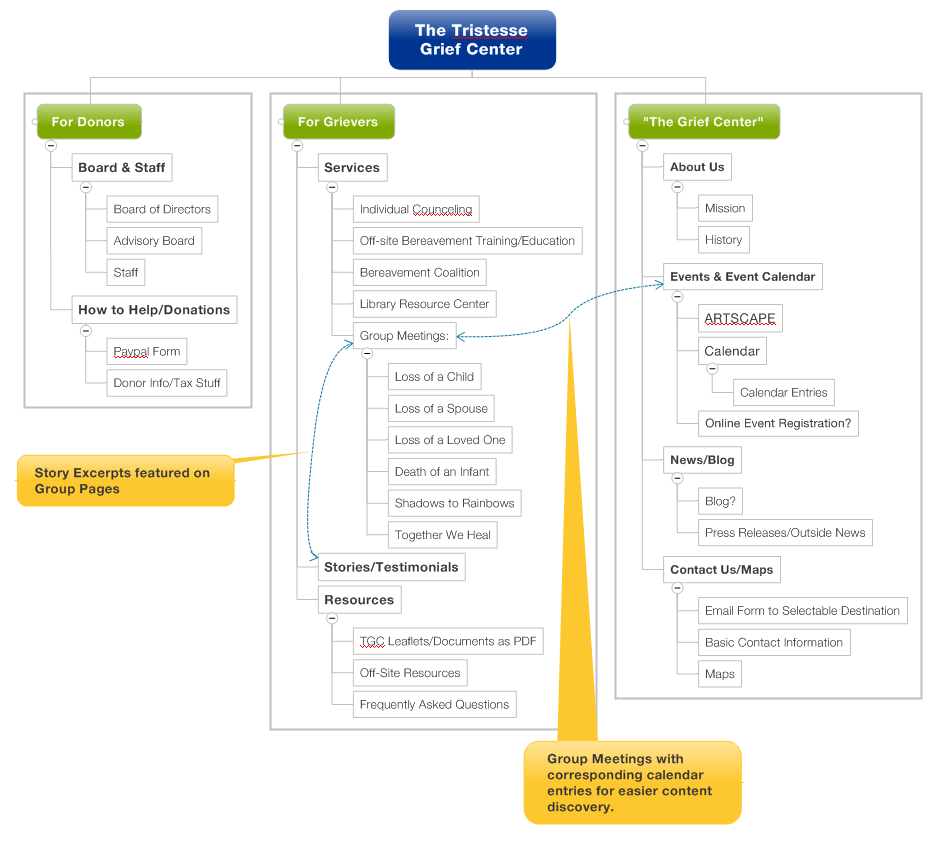 The Tristesse
Grief Center
For Donors
Board & Staff
Board of Directors
Advisory Board
Staff
How to Help/Donations
Paypal Form
Donor Info/Tax Stuff
Story Excerpts featured on
Group Pages
For Grievers
Services
Individual Counceling
Off-site Bereavement Training/Education
Bereavement Coalition
Library Resource Center
Group Meetings:
Loss of a Child
Loss of a Spouse
Loss of a Loved One
Death of an Infant
Shadows to Rainbows
Together We Heal
Stories/Testimonials
Resources
TGC Leaflets/Documents as PDF
Off-Site Resources
Frequently Asked Questions
"The Grief Center"
About Us
Mission
History
Events & Event Calendar
ARTSCAPE
Calendar
Calendar Entries
Online Event Registration?
News/Blog
Blog?
Press Releases/Outside News
Contact Us/Maps
Email Form to Selectable Destination
Basic Contact Information
Maps
Group Meetings with
corresponding calendar
entries for easier content
discovery.